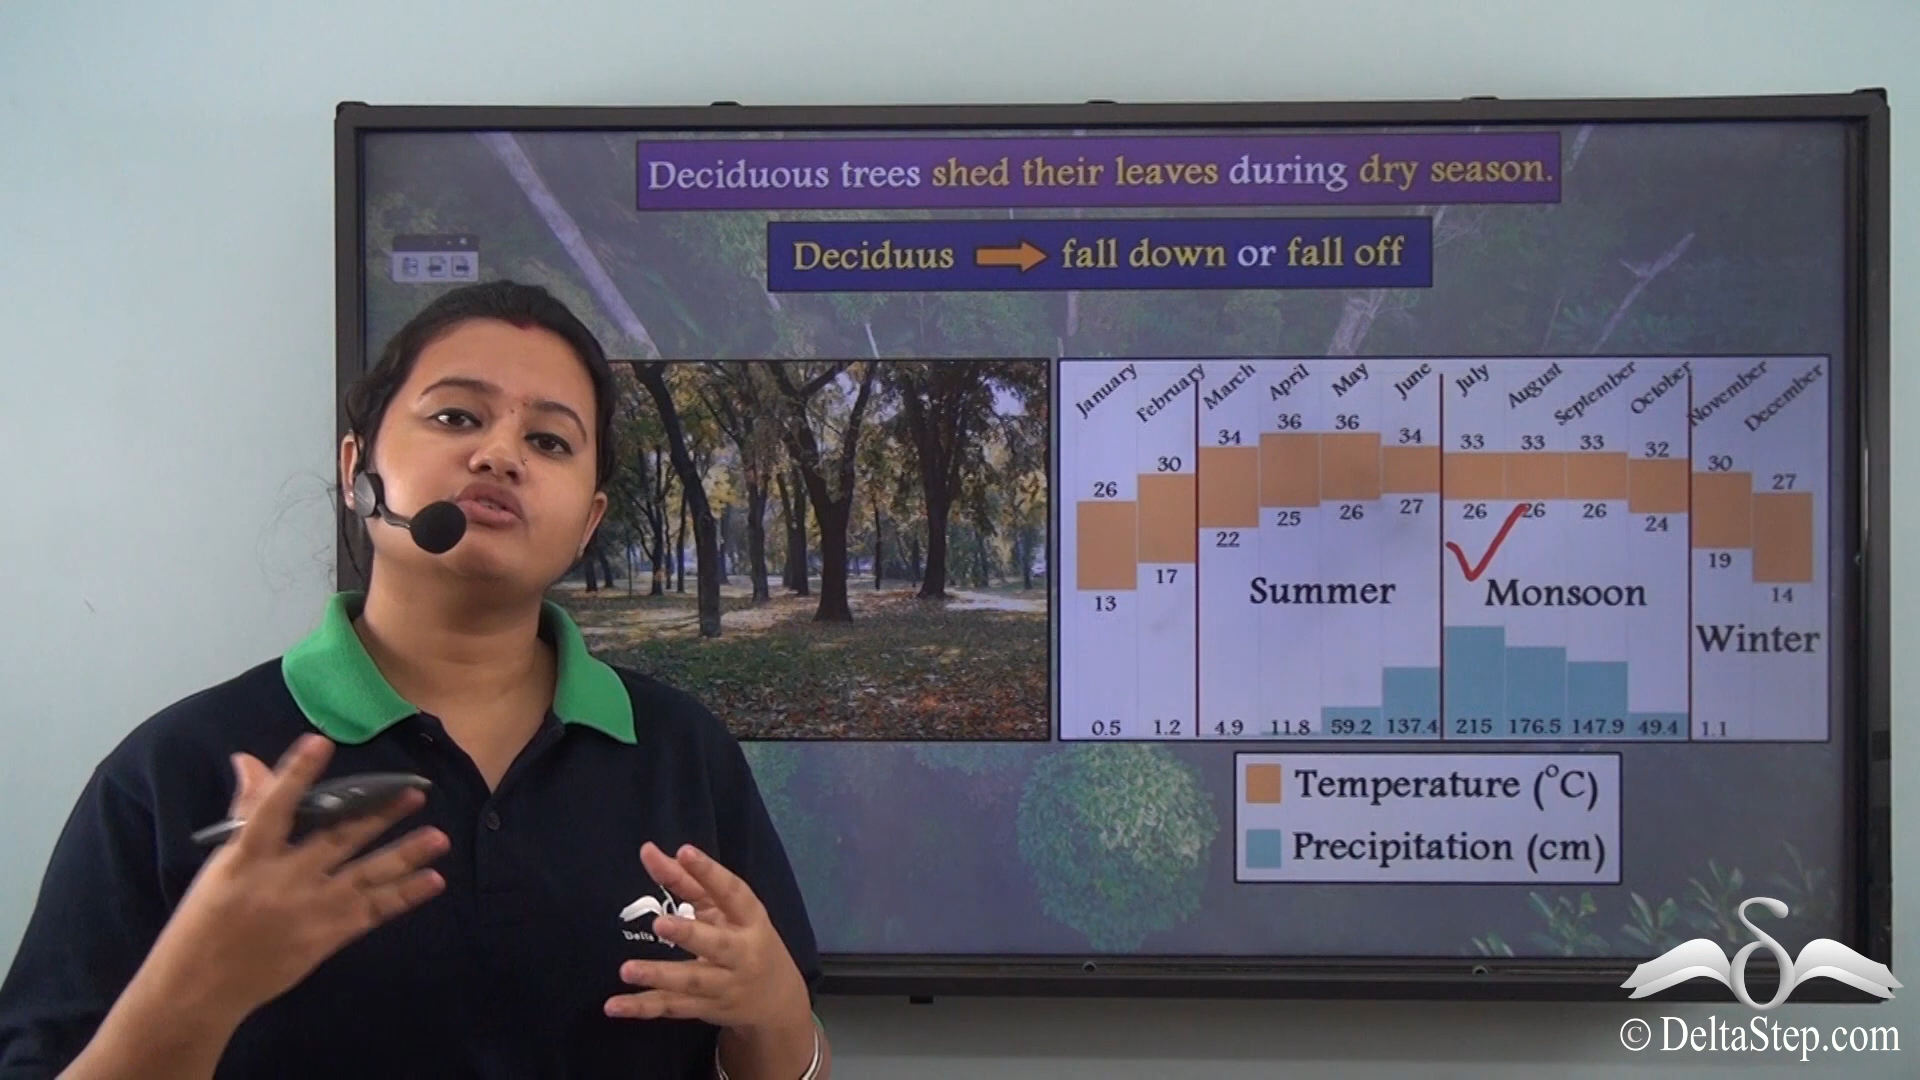 Deciduous trees shed their leaves during dry season.
Deciduus fall down or fall off
January February March April May June July August September October November December
26 30 34 36 36 34 33 33 33 32 30 27
13 17 22 25 26 27 26 26 26 24 19 14
Summer Monsoon Winter
0.5 1.2 4.9 11.8 59.2 137.4 215 176.5 147.9 49.4 1.1
Temperature (°C)
Precipitation (cm)
Delta
© DeltaStep.com